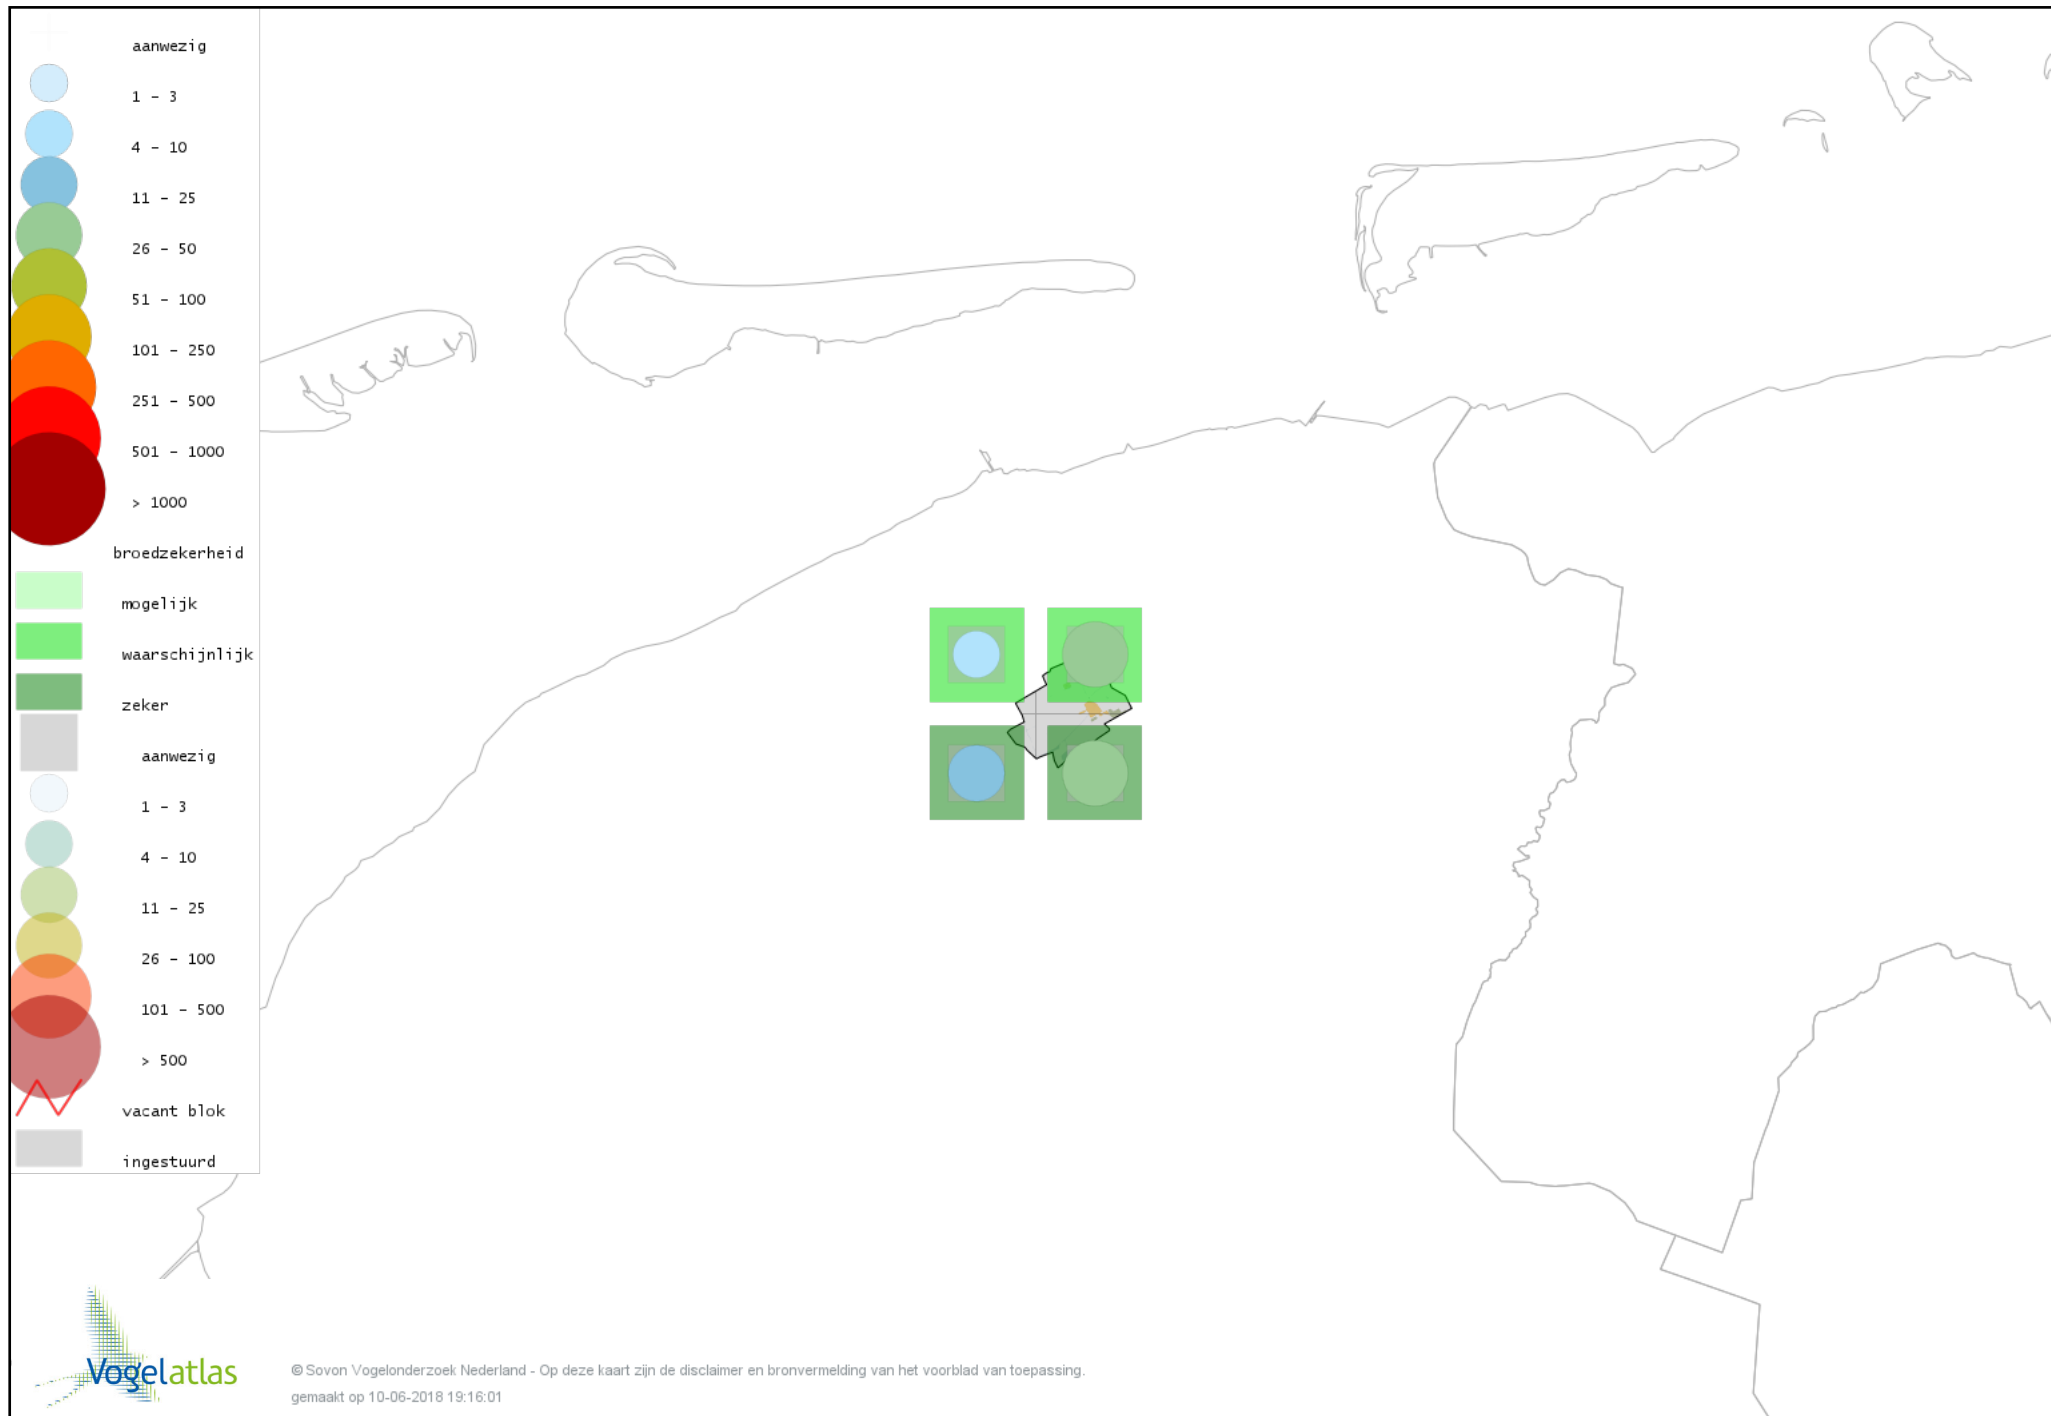 aanwezig
1 - 3
4 - 10
11 - 25
26 - 50
51 - 100
101 - 250
251 - 500
501 - 1000
> 1000
broedzekerheid
mogelijk
waarschijnlijk
zeker
aanwezig
1 - 3
4 - 10
11 - 25
26 - 100
101 - 500
> 500
vacant blok
ingestuurd
Vogelatlas
© Sovon Vogelonderzoek Nederland - Op deze kaart zijn de disclaimer en bronvermelding van het voorblad van toepassing.
gemaakt op 10-06-2018 19:16:01